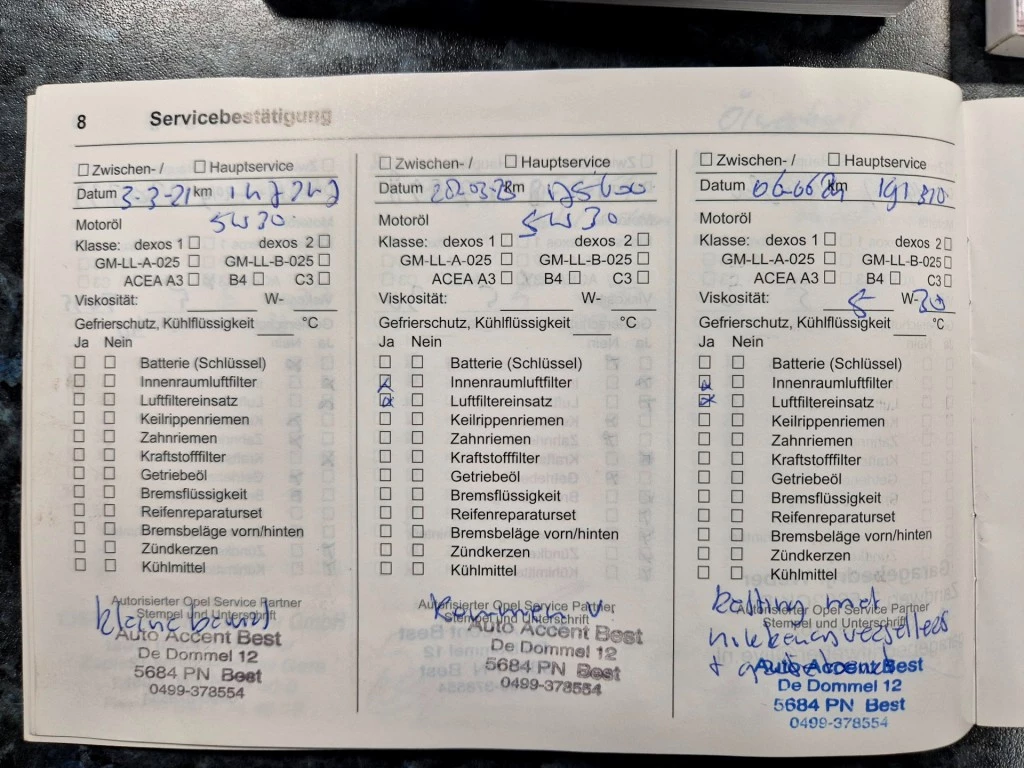 8 Servicebestätigung
Zwischen- / Hauptservice
Datum 3-3-21 km
Motoröl 5W30
Klasse: dexos 1 dexos 2
GM-LL-A-025 GM-LL-B-025
ACEA A3 B4 C3
Viskosität: W-
Gefrierschutz, Kühlflüssigkeit °C
Ja Nein
Batterie (Schlüssel)
Innenraumluftfilter
Luftfiltereinsatz
Keilrippenriemen
Zahnriemen
Kraftstofffilter
Getriebeöl
Bremsflüssigkeit
Reifenreparaturset
Bremsbeläge vorn/hinten
Zündkerzen
Kühlmittel
Autorisierter Opel Service Partner
Stempel und Unterschrift
kleine beurt
Auto Accent Best
De Dommel 12
5684 PN Best
0499-378554
Zwischen- / Hauptservice
Datum km 175600
Motoröl 5W30
Klasse: dexos 1 dexos 2
GM-LL-A-025 GM-LL-B-025
ACEA A3 B4 C3
Viskosität: W-
Gefrierschutz, Kühlflüssigkeit °C
Ja Nein
Batterie (Schlüssel)
x Innenraumluftfilter
x Luftfiltereinsatz
Keilrippenriemen
Zahnriemen
Kraftstofffilter
Getriebeöl
Bremsflüssigkeit
Reifenreparaturset
Bremsbeläge vorn/hinten
Zündkerzen
Kühlmittel
Autorisierter Opel Service Partner
Stempel und Unterschrift
Auto Accent Best
De Dommel 12
5684 PN Best
0499-378554
Zwischen- / Hauptservice
Datum km 191310
Motoröl
Klasse: dexos 1 dexos 2
GM-LL-A-025 GM-LL-B-025
ACEA A3 B4 C3
Viskosität: 5 W-30
Gefrierschutz, Kühlflüssigkeit °C
Ja Nein
Batterie (Schlüssel)
x Innenraumluftfilter
x Luftfiltereinsatz
Keilrippenriemen
Zahnriemen
Kraftstofffilter
Getriebeöl
Bremsflüssigkeit
Reifenreparaturset
Bremsbeläge vorn/hinten
Zündkerzen
Kühlmittel
Autorisierter Opel Service Partner
Stempel und Unterschrift
met
Auto Accent Best
De Dommel 12
5684 PN Best
0499-378554